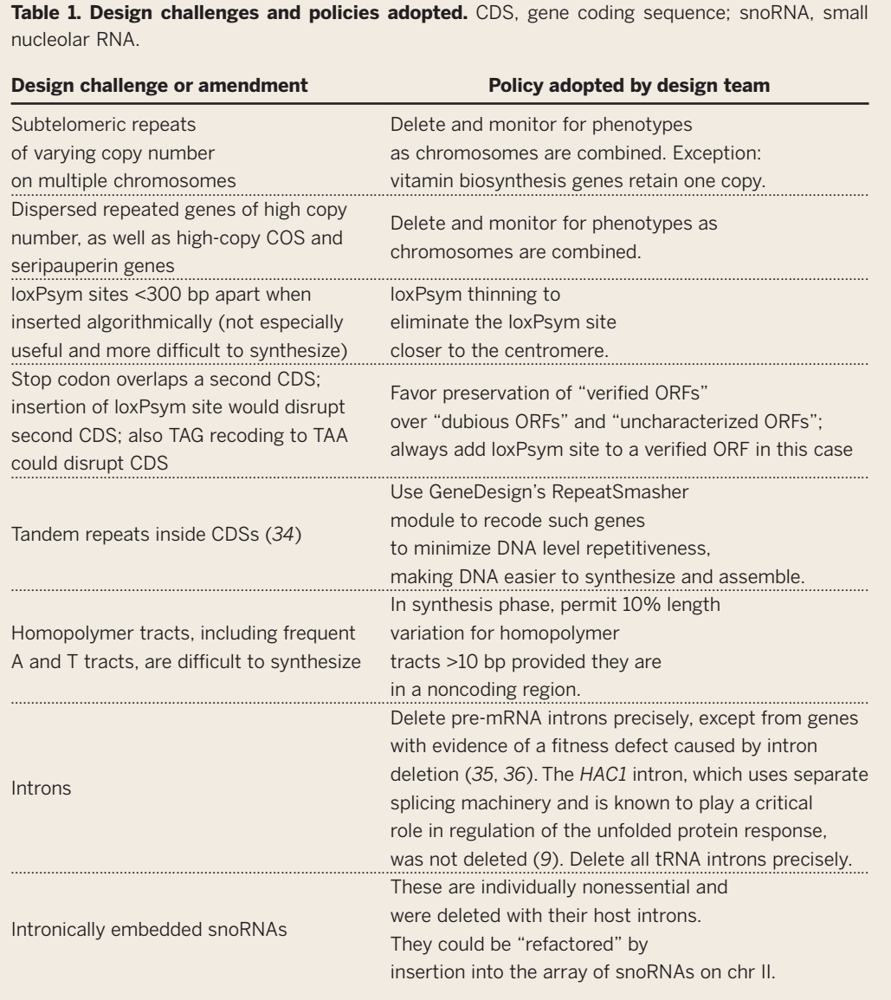 Table 1. Design challenges and policies adopted. CDS, gene coding sequence; snoRNA, small
nucleolar RNA.
Design challenge or amendment
Policy adopted by design team
Subtelomeric repeats
of varying copy number
on multiple chromosomes
Delete and monitor for phenotypes
as chromosomes are combined. Exception:
vitamin biosynthesis genes retain one copy.
Dispersed repeated genes of high copy
number, as well as high-copy COS and
seripauperin genes
Delete and monitor for phenotypes as
chromosomes are combined.
loxPsym sites <300 bp apart when
inserted algorithmically (not especially
useful and more difficult to synthesize)
loxPsym thinning to
eliminate the loxPsym site
closer to the centromere.
Stop codon overlaps a second CDS;
insertion of loxPsym site would disrupt
second CDS; also TAG recoding to TAA
could disrupt CDS
Favor preservation of “verified ORFs”
over “dubious ORFs” and “uncharacterized ORFs”;
always add loxPsym site to a verified ORF in this case
Tandem repeats inside CDSs (34)
Use GeneDesign’s RepeatSmasher
module to recode such genes
to minimize DNA level repetitiveness,
making DNA easier to synthesize and assemble.
Homopolymer tracts, including frequent
A and T tracts, are difficult to synthesize
In synthesis phase, permit 10% length
variation for homopolymer
tracts >10 bp provided they are
in a noncoding region.
Introns
Delete pre-mRNA introns precisely, except from genes
with evidence of a fitness defect caused by intron
deletion (35, 36). The HAC1 intron, which uses separate
splicing machinery and is known to play a critical
role in regulation of the unfolded protein response,
was not deleted (9). Delete all tRNA introns precisely.
Intronically embedded snoRNAs
These are individually nonessential and
were deleted with their host introns.
They could be “refactored” by
insertion into the array of snoRNAs on chr II.